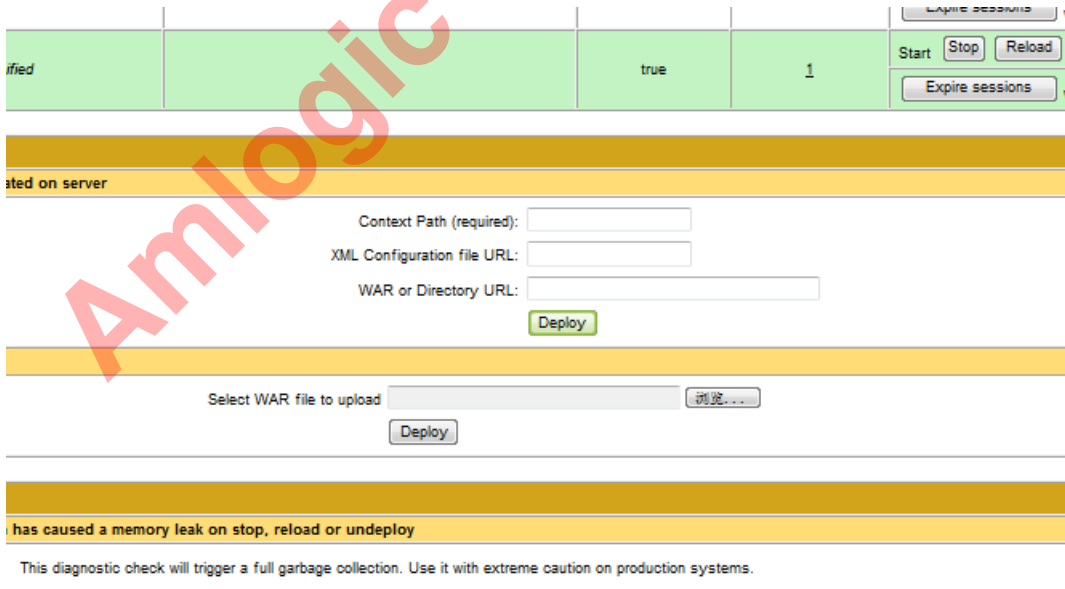 Expire sessions
Start Stop Reload
ified true 1
Expire sessions
ated on server
Context Path (required):
XML Configuration file URL:
WAR or Directory URL:
Deploy
Select WAR file to upload 浏览...
Deploy
has caused a memory leak on stop, reload or undeploy
This diagnostic check will trigger a full garbage collection. Use it with extreme caution on production systems.
Amlogic